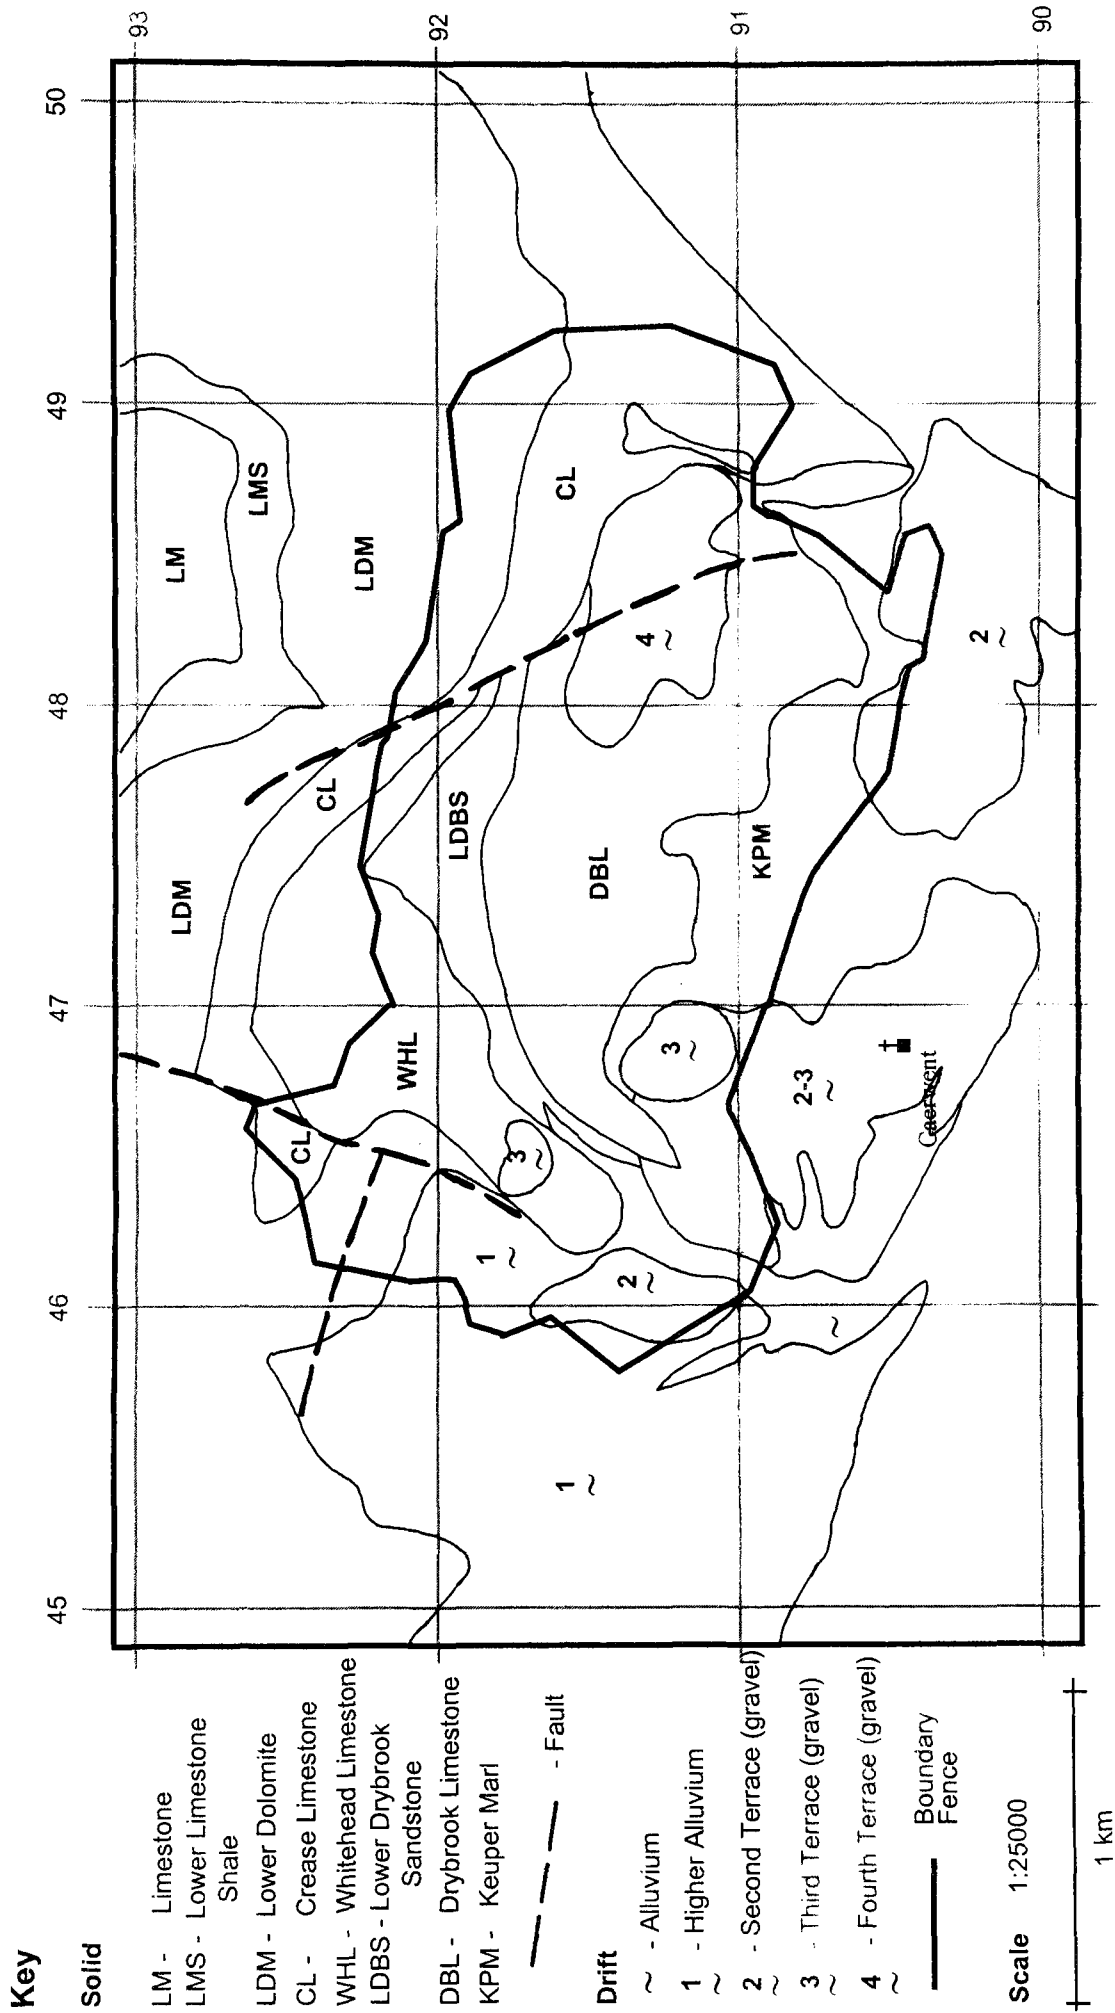 Key
Solid
LM - Limestone
LMS - Lower Limestone
Shale
LDM - Lower Dolomite
CL - Crease Limestone
WHL - Whitehead Limestone
LDBS - Lower Drybrook
Sandstone
DBL - Drybrook Limestone
KPM - Keuper Marl
- Fault
Drift
~ - Alluvium
1 - Higher Alluvium
~
2 - Second Terrace (gravel)
~
3 - Third Terrace (gravel)
~
4 - Fourth Terrace (gravel)
~
Boundary
Fence
Scale 1:25000
1 km
45
46
47
48
49
50
93
92
91
90
LM
LMS
LDM
LDM
CL
CL
CL
WHL
LDBS
DBL
KPM
4
~
3
~
3
~
1
~
2
~
1
~
~
2-3
~
2
~
Caerwent